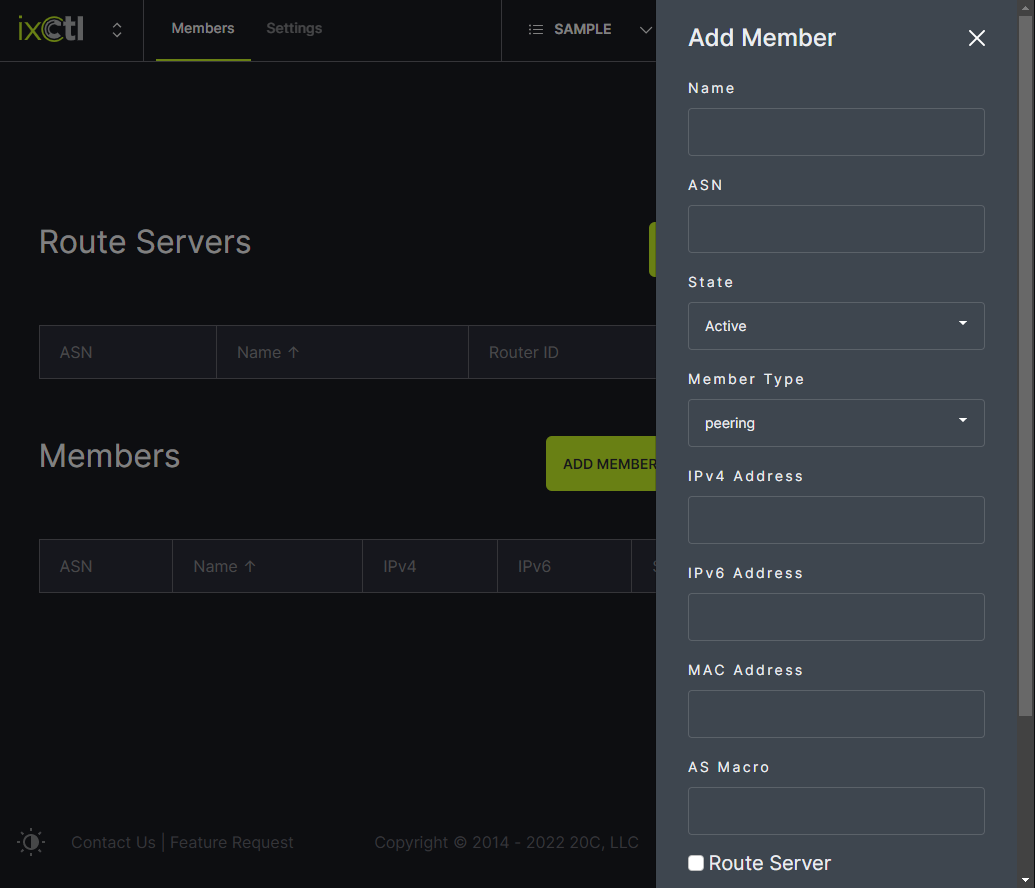 ixCtl
Members
Settings
SAMPLE
Route Servers
ASN
Name ↑
Router ID
Members
ADD MEMBER
ASN
Name ↑
IPv4
IPv6
Contact Us | Feature Request
Copyright © 2014 - 2022 20C, LLC
Add Member
Name
ASN
State
Active
Member Type
peering
IPv4 Address
IPv6 Address
MAC Address
AS Macro
Route Server